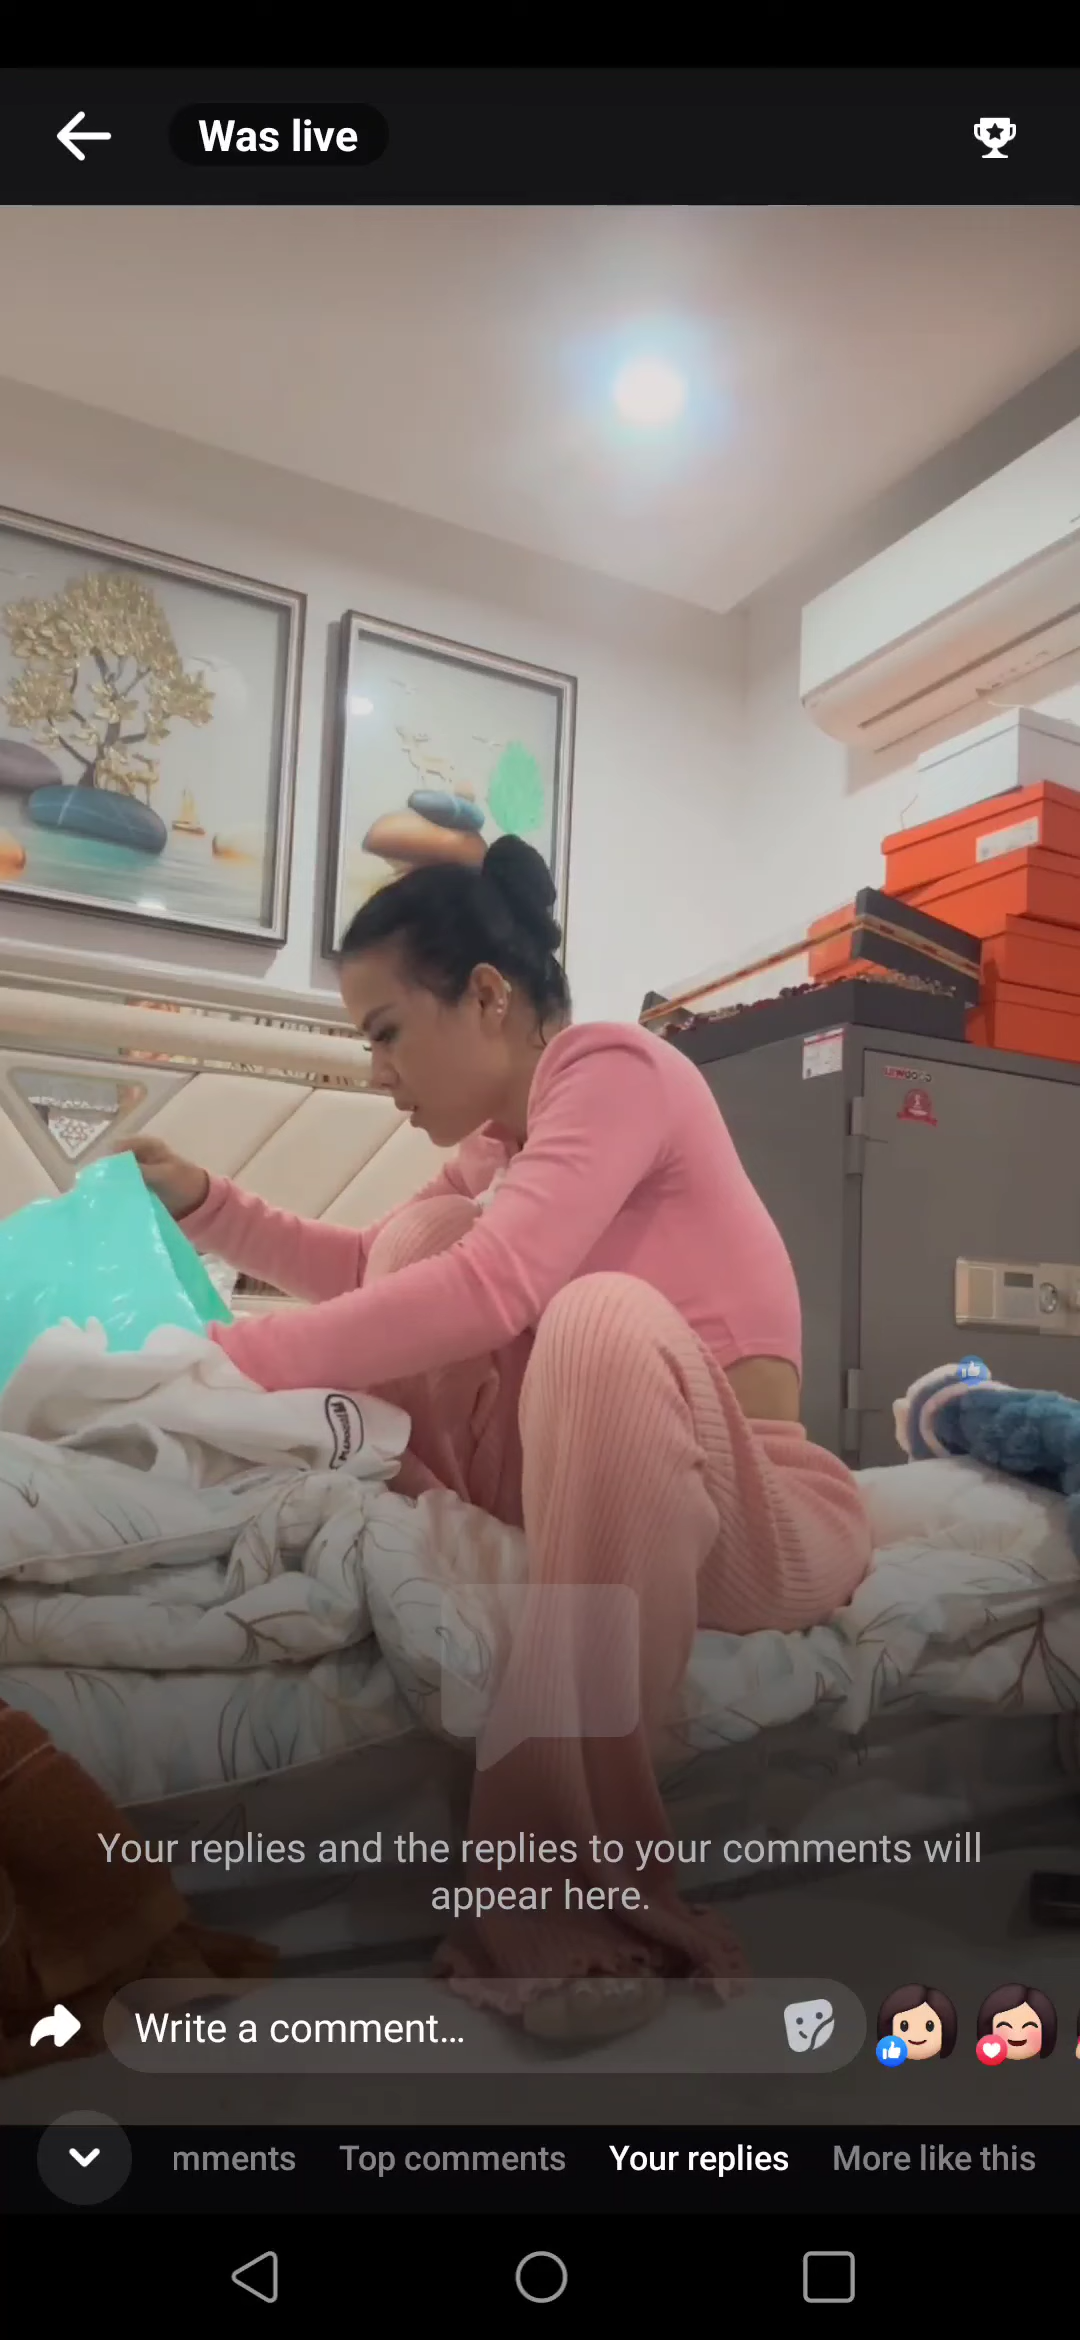 Was live
Your replies and the replies to your comments will
appear here.
Write a comment...
mments
Top comments
Your replies
More like this